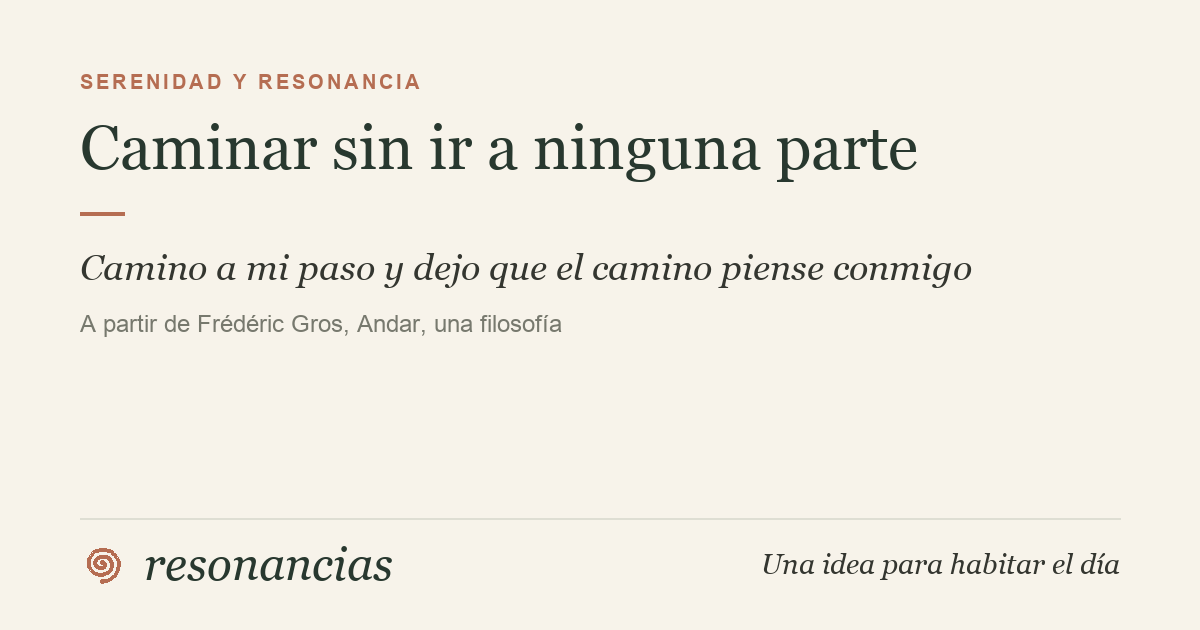 SERENIDAD Y RESONANCIA
Caminar sin ir a ninguna parte
Camino a mi paso y dejo que el camino piense conmigo
A partir de Frédéric Gros, Andar, una filosofía
resonancias
Una idea para habitar el día